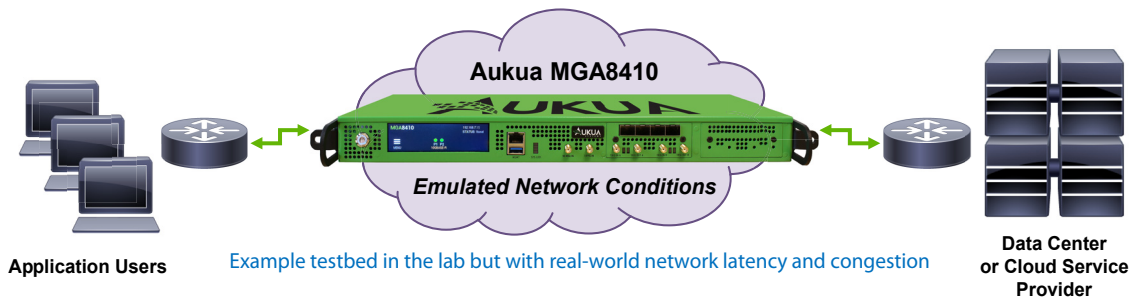 Aukua MGA8410
AUKUA
MGA8410
AUKUA
Emulated Network Conditions
Application Users
Example testbed in the lab but with real-world network latency and congestion
Data Center
or Cloud Service
Provider